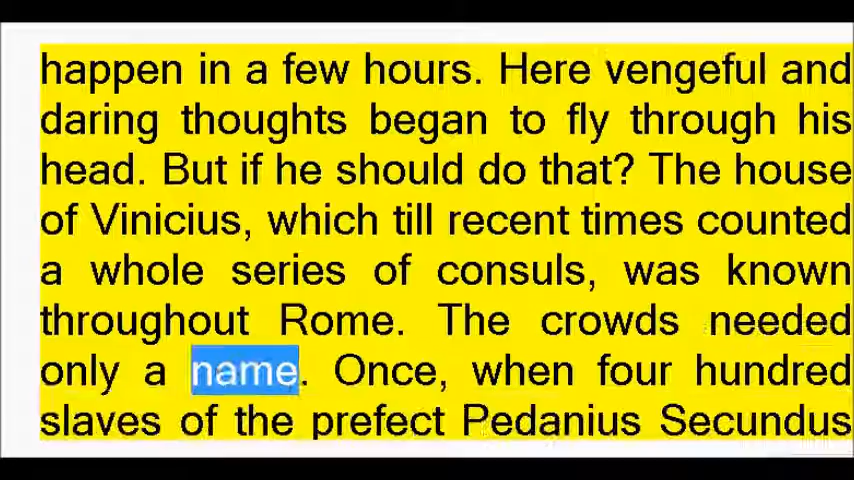 happen in a few hours. Here vengeful and
daring thoughts began to fly through his
head. But if he should do that? The house
of Vinicius, which till recent times counted
a whole series of consuls, was known
throughout Rome. The crowds needed
only a name. Once, when four hundred
slaves of the prefect Pedanius Secundus